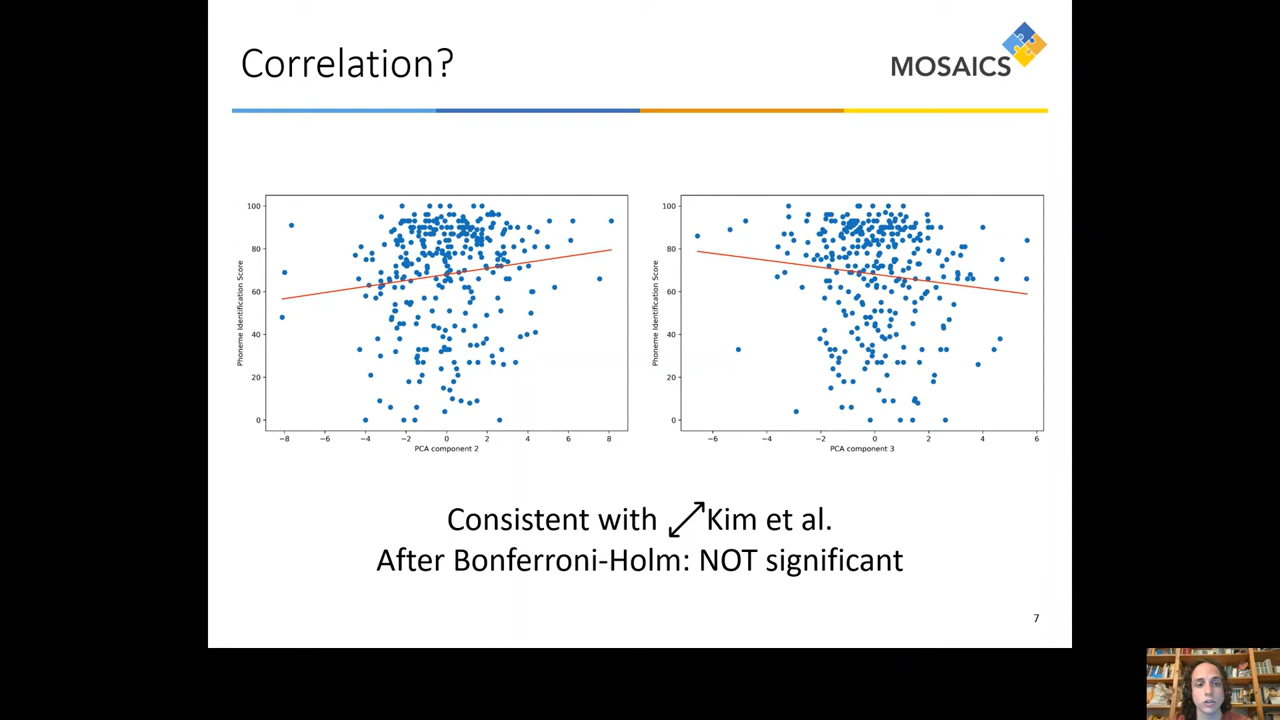 Correlation?
MOSAICS
100
80
60
40
20
0
Phoneme Identification Score
−8 −6 −4 −2 0 2 4 6 8
PCA component 2
100
80
60
40
20
0
Phoneme Identification Score
−6 −4 −2 0 2 4 6
PCA component 3
Consistent with Kim et al.
After Bonferroni-Holm: NOT significant
7